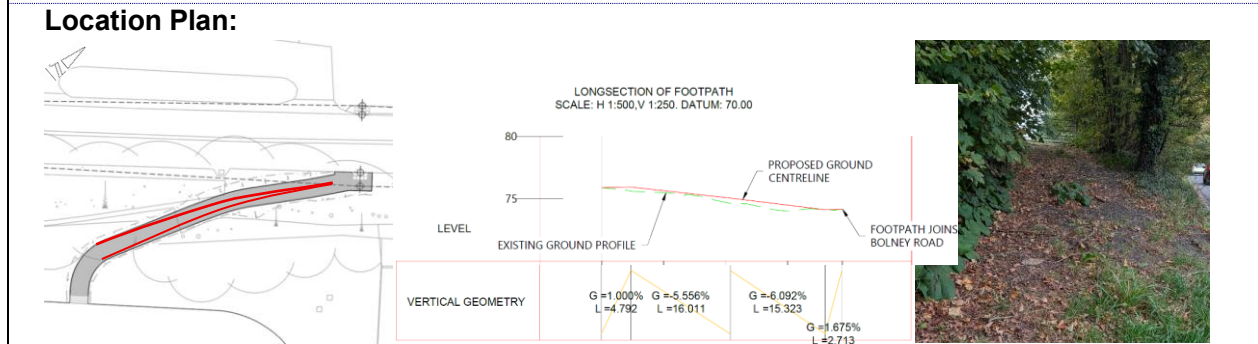 Location Plan:
LONGSECTION OF FOOTPATH
SCALE: H 1:500,V 1:250. DATUM: 70.00
80
PROPOSED GROUND
CENTRELINE
75
LEVEL
EXISTING GROUND PROFILE
FOOTPATH JOINS
BOLNEY ROAD
VERTICAL GEOMETRY
G =1.000%
L =4.792
G =-5.556%
L =16.011
G =-6.092%
L =15.323
G =1.675%
L =2.713